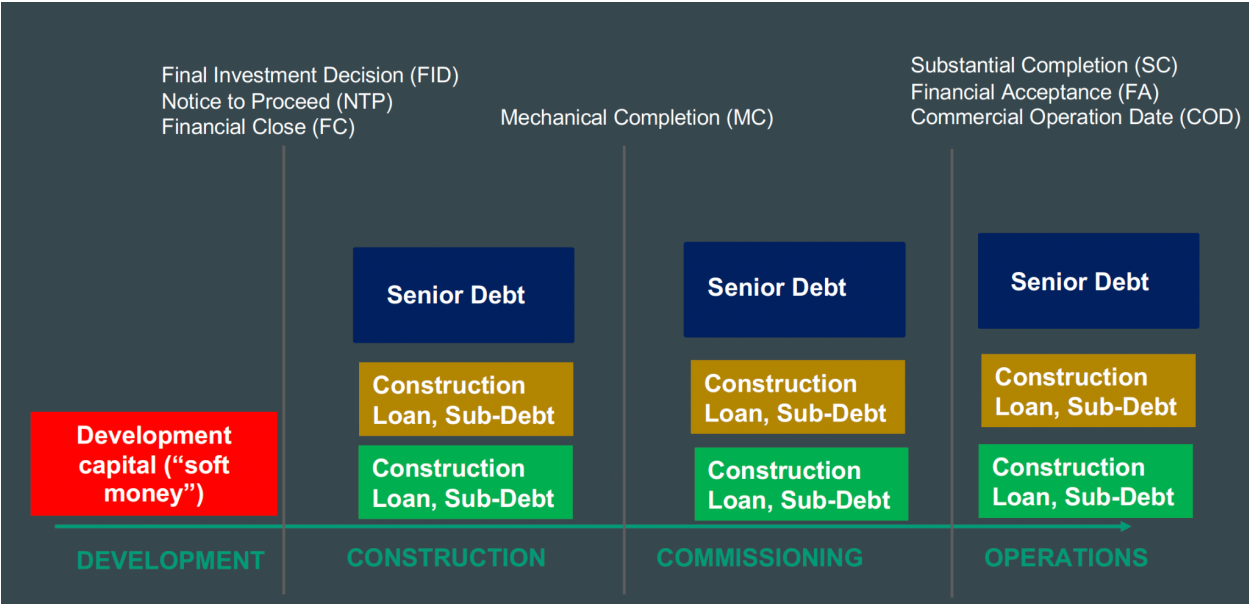 Final Investment Decision (FID)
Notice to Proceed (NTP)
Financial Close (FC)
Mechanical Completion (MC)
Substantial Completion (SC)
Financial Acceptance (FA)
Commercial Operation Date (COD)
Senior Debt
Senior Debt
Senior Debt
Construction
Loan, Sub-Debt
Construction
Loan, Sub-Debt
Construction
Loan, Sub-Debt
Development
capital (“soft
money”)
Construction
Loan, Sub-Debt
Construction
Loan, Sub-Debt
Construction
Loan, Sub-Debt
DEVELOPMENT
CONSTRUCTION
COMMISSIONING
OPERATIONS